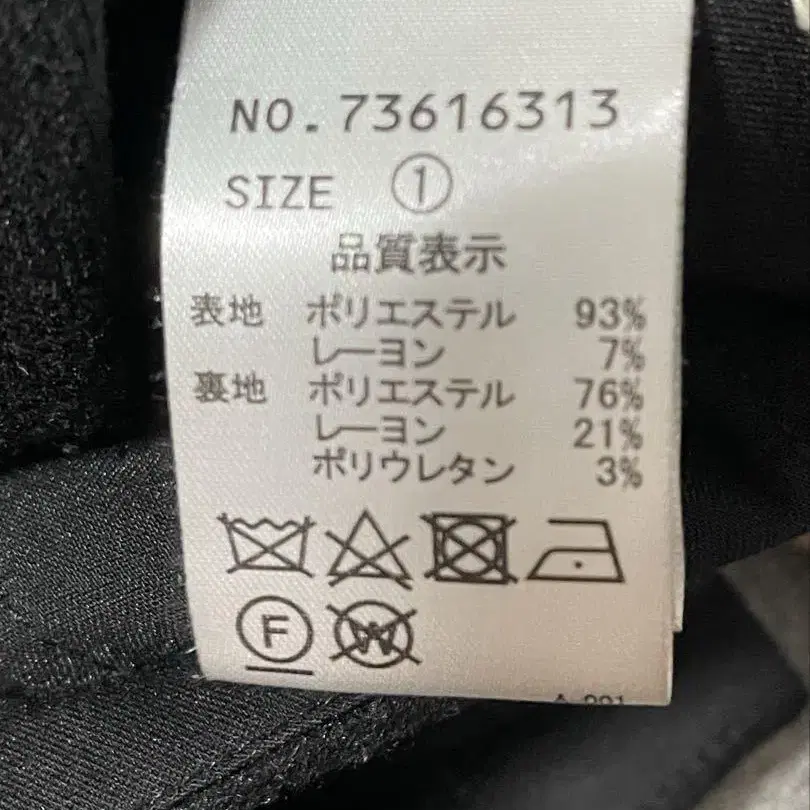 NO.73616313
SIZE ①
品質表示
表地 ポリエステル 93%
レーヨン 7%
裏地 ポリエステル 76%
レーヨン 21%
ポリウレタン 3%
F W